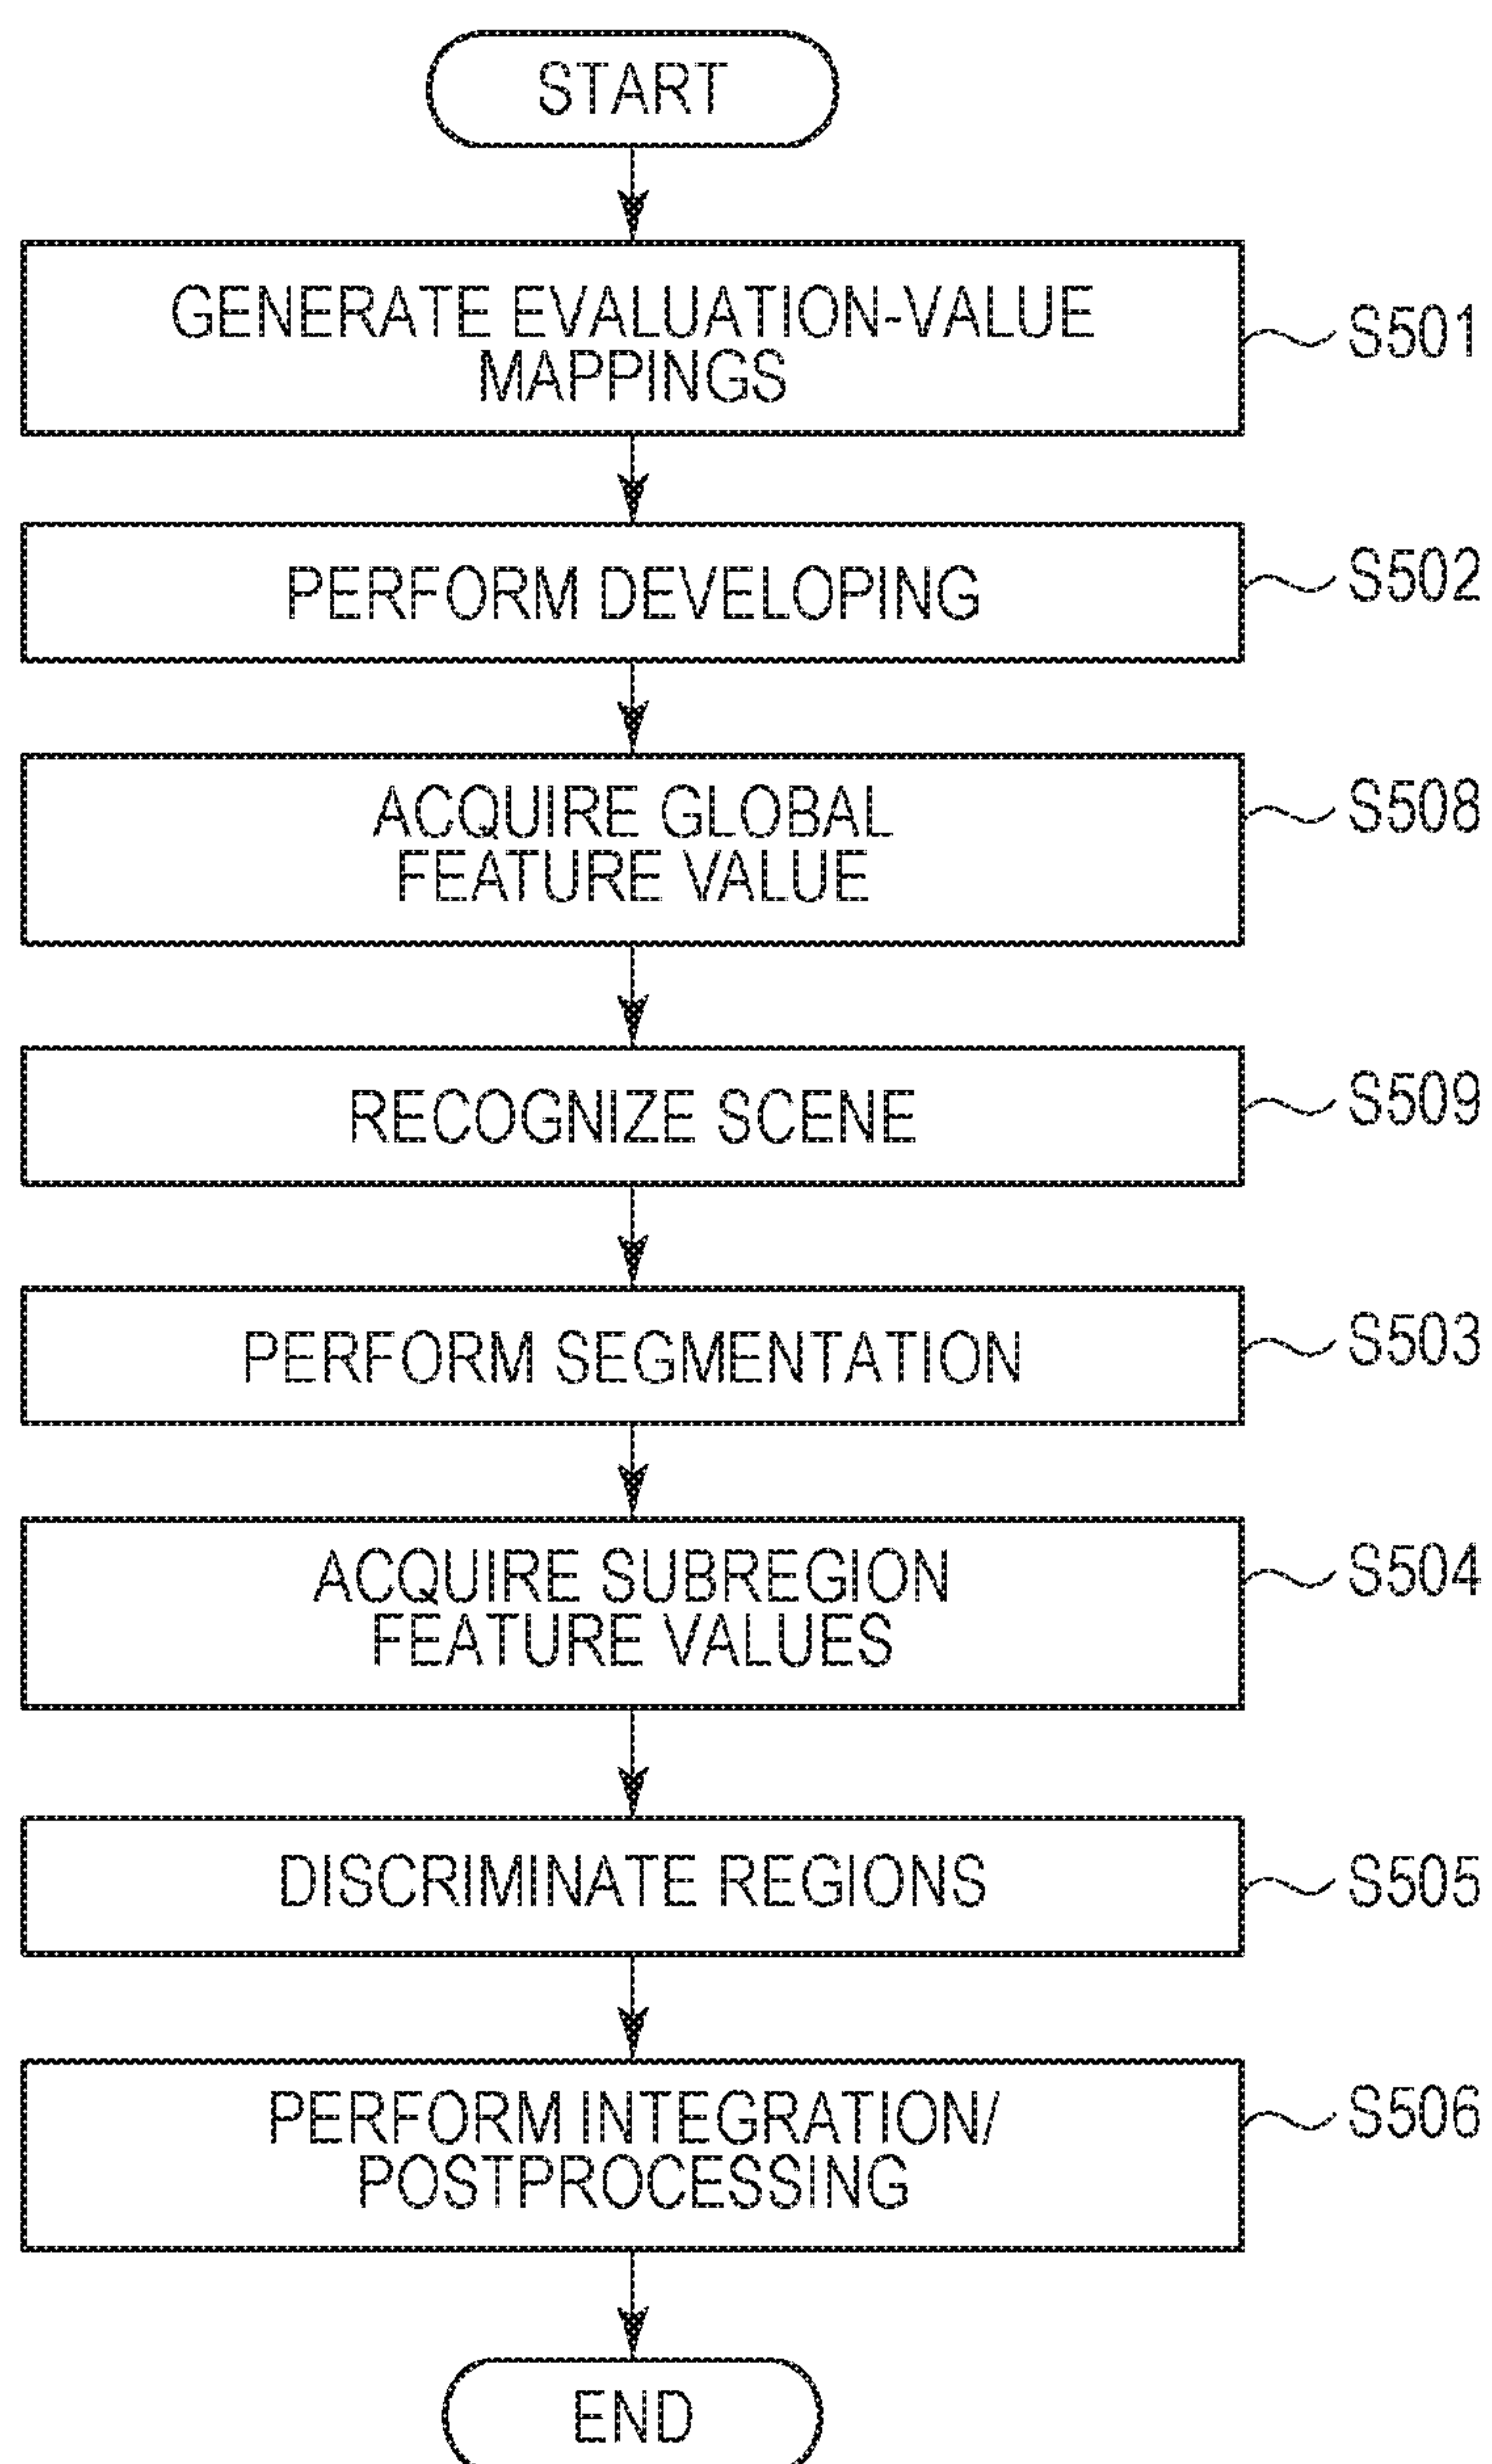 START
GENERATE EVALUATION-VALUE
MAPPINGS
S501
PERFORM DEVELOPING
S502
ACQUIRE GLOBAL
FEATURE VALUE
S508
RECOGNIZE SCENE
S509
PERFORM SEGMENTATION
S503
ACQUIRE SUBREGION
FEATURE VALUES
S504
DISCRIMINATE REGIONS
S505
PERFORM INTEGRATION/
POSTPROCESSING
S506
END